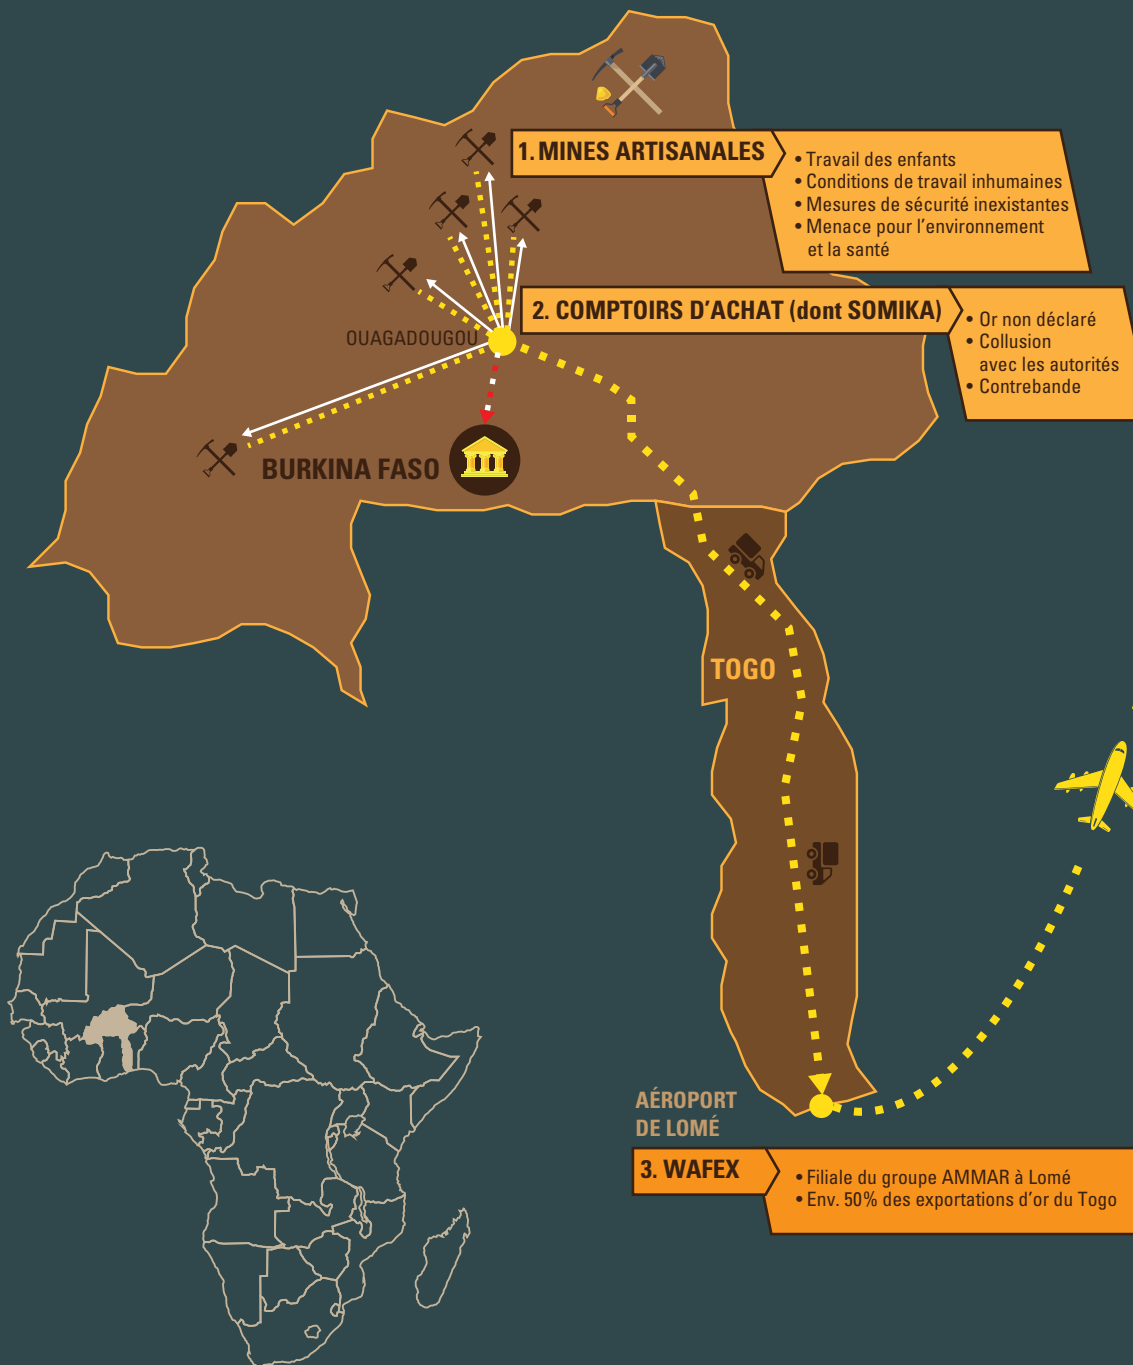 1. MINES ARTISANALES
• Travail des enfants
• Conditions de travail inhumaines
• Mesures de sécurité inexistantes
• Menace pour l'environnement
et la santé
2. COMPTOIRS D'ACHAT (dont SOMIKA)
• Or non déclaré
• Collusion
avec les autorités
• Contrebande
OUAGADOUGOU
BURKINA FASO
TOGO
AÉROPORT
DE LOMÉ
3. WAFEX
• Filiale du groupe AMMAR à Lomé
• Env. 50% des exportations d'or du Togo